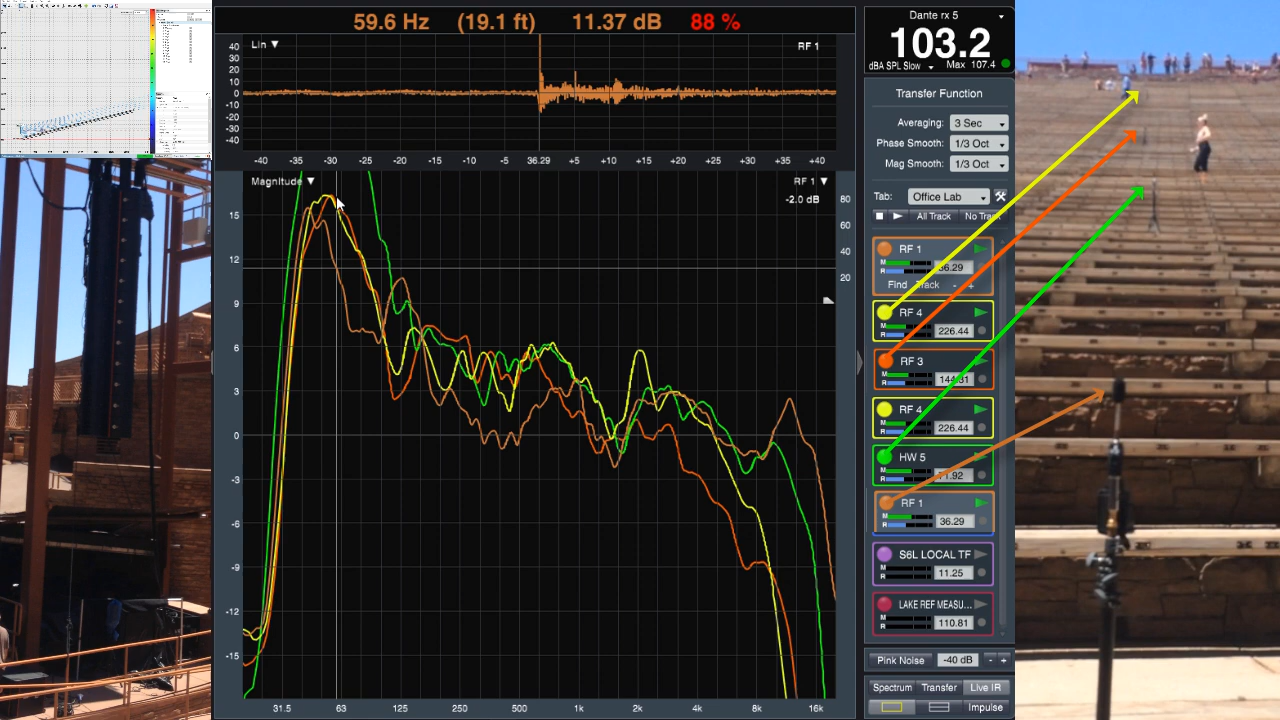 59.6 Hz (19.1 ft) 11.37 dB 88 %
Lin ▼ RF 1
40
30
20
10
0
-10
-20
-30
-40
-40 -35 -30 -25 -20 -15 -10 -5 36.29 +5 +10 +15 +20 +25 +30 +35 +40
Magnitude ▼ RF 1 ▼
-2.0 dB
15
12
9
6
3
0
-3
-6
-9
-12
-15
80
60
40
20
31.5 63 125 250 500 1k 2k 4k 8k 16k
Dante rx 5
103.2
dBA SPL Slow Max 107.4
Transfer Function
Averaging: 3 Sec
Phase Smooth: 1/3 Oct
Mag Smooth: 1/3 Oct
Tab: Office Lab
All Track No Track
RF 1
M
R 36.29
Find Track - +
RF 4
M
R 226.44
RF 3
M
R
RF 4
M
R 226.44
HW 5
M
R
RF 1
M
R 36.29
S6L LOCAL TF
M
R 11.25
LAKE REF MEASU...
M
R 110.81
Pink Noise -40 dB - +
Spectrum Transfer Live IR
Impulse